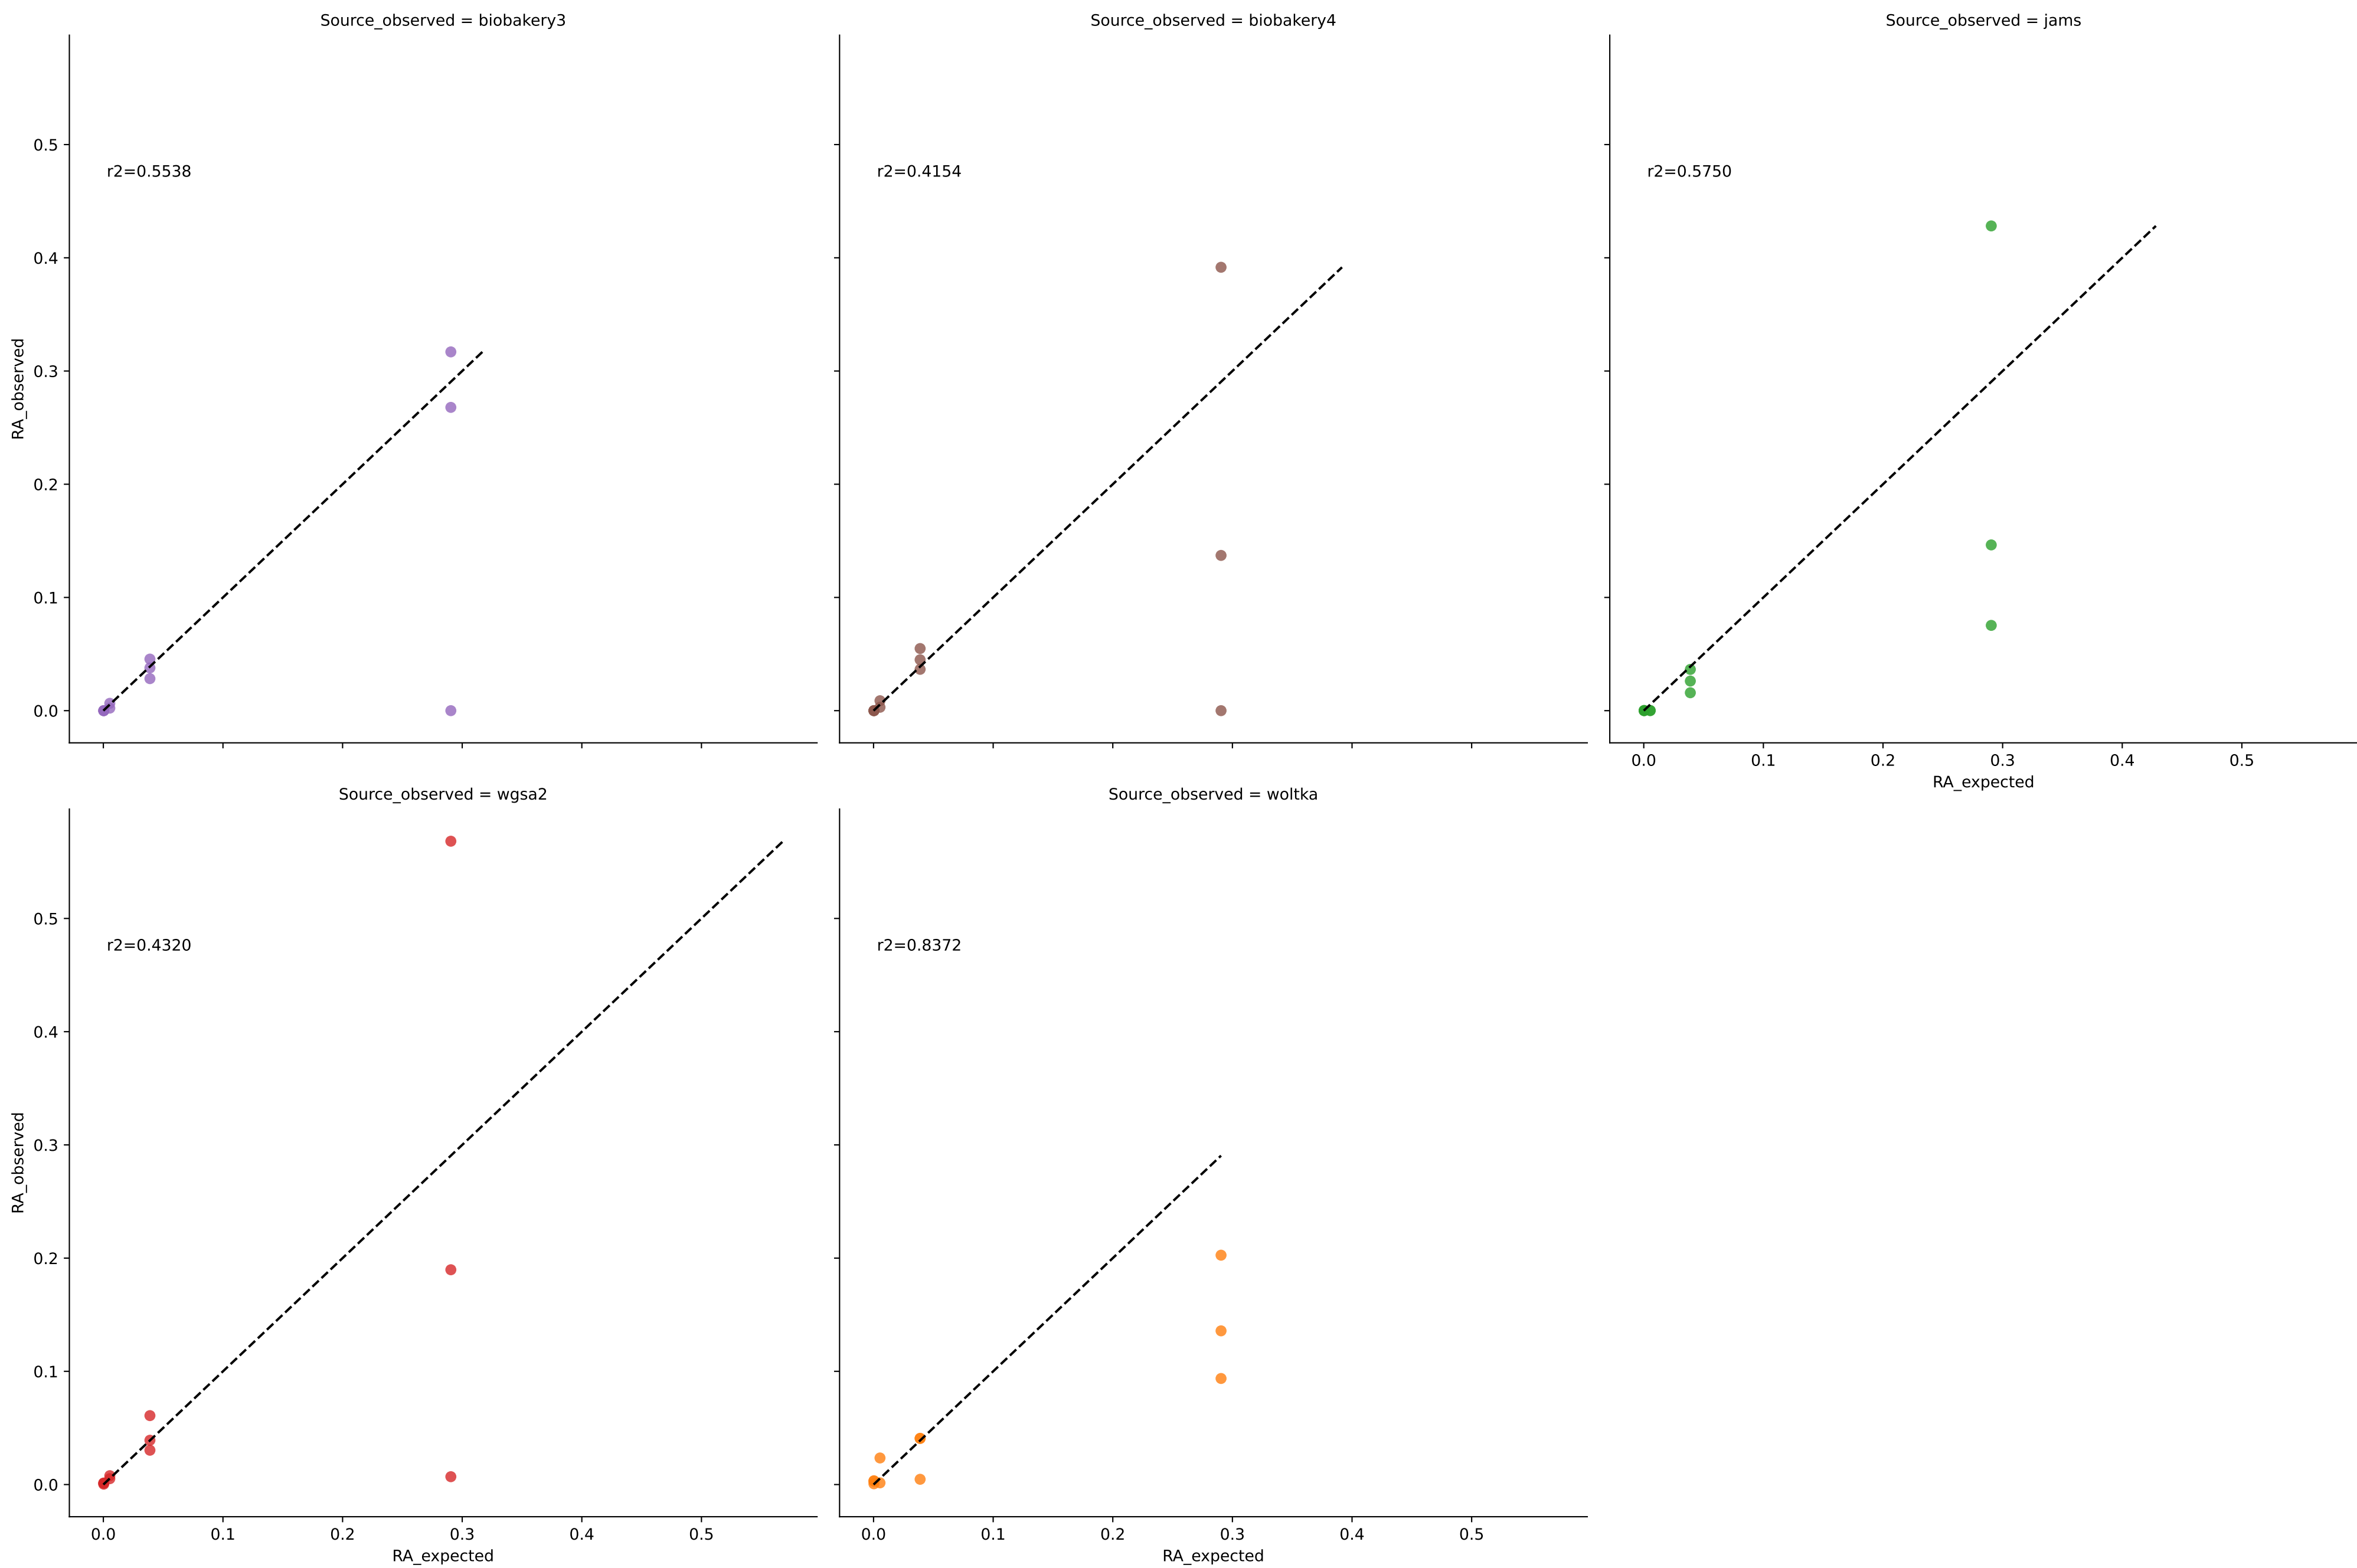 Source_observed = biobakery3
Source_observed = biobakery4
Source_observed = jams
0.5
r2=0.5538
r2=0.4154
r2=0.5750
0.4
0.3
RA_observed
0.2
0.1
0.0
0.0 0.1 0.2 0.3 0.4 0.5
RA_expected
Source_observed = wgsa2
Source_observed = woltka
0.5
r2=0.4320
r2=0.8372
0.4
0.3
RA_observed
0.2
0.1
0.0
0.0 0.1 0.2 0.3 0.4 0.5
0.0 0.1 0.2 0.3 0.4 0.5
RA_expected
RA_expected